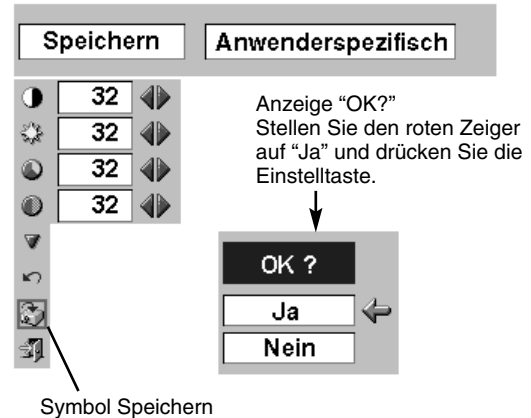 Speichern Anwenderspezifisch
32
32
32
32
Anzeige “OK?”
Stellen Sie den roten Zeiger
auf “Ja” und drücken Sie die
Einstelltaste.
OK ?
Ja
Nein
Symbol Speichern